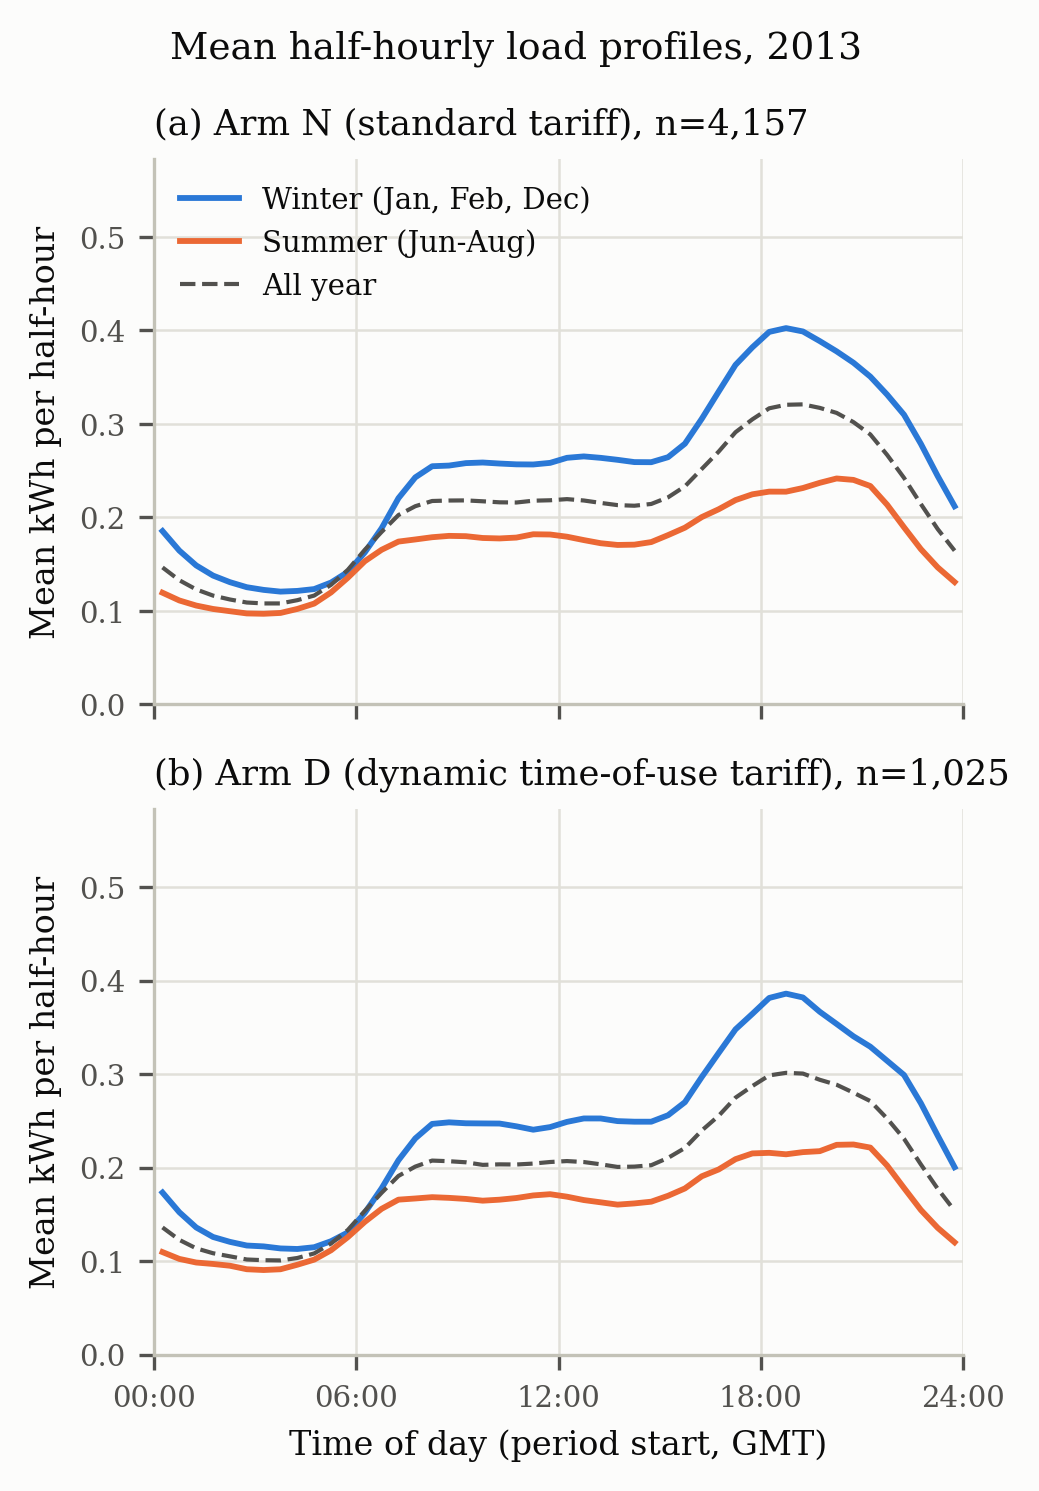 Mean half-hourly load profiles, 2013
(a) Arm N (standard tariff), n=4,157
Winter (Jan, Feb, Dec)
Summer (Jun-Aug)
All year
Mean kWh per half-hour
0.5
0.4
0.3
0.2
0.1
0.0
(b) Arm D (dynamic time-of-use tariff), n=1,025
Mean kWh per half-hour
0.5
0.4
0.3
0.2
0.1
0.0
00:00 06:00 12:00 18:00 24:00
Time of day (period start, GMT)